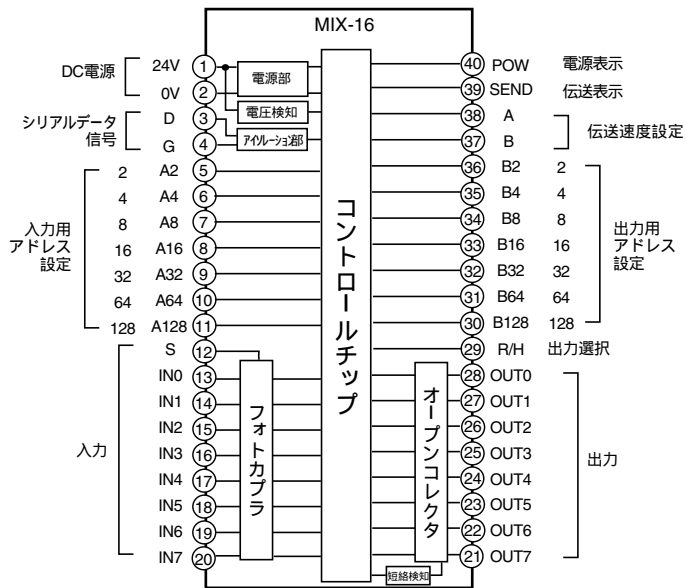 MIX-16
DC電源
24V 1
0V 2
シリアルデータ
信号
D 3
G 4
入力用
アドレス
設定
2 A2 5
4 A4 6
8 A8 7
16 A16 8
32 A32 9
64 A64 10
128 A128 11
S 12
入力
IN0 13
IN1 14
IN2 15
IN3 16
IN4 17
IN5 18
IN6 19
IN7 20
電源部
電圧検知
アイソレーション部
フォトカプラ
コントロールチップ
オープンコレクタ
短絡検知
40 POW 電源表示
39 SEND 伝送表示
38 A
37 B
伝送速度設定
36 B2 2
35 B4 4
34 B8 8
33 B16 16
32 B32 32
31 B64 64
30 B128 128
出力用
アドレス
設定
29 R/H 出力選択
28 OUT0
27 OUT1
26 OUT2
25 OUT3
24 OUT4
23 OUT5
22 OUT6
21 OUT7
出力